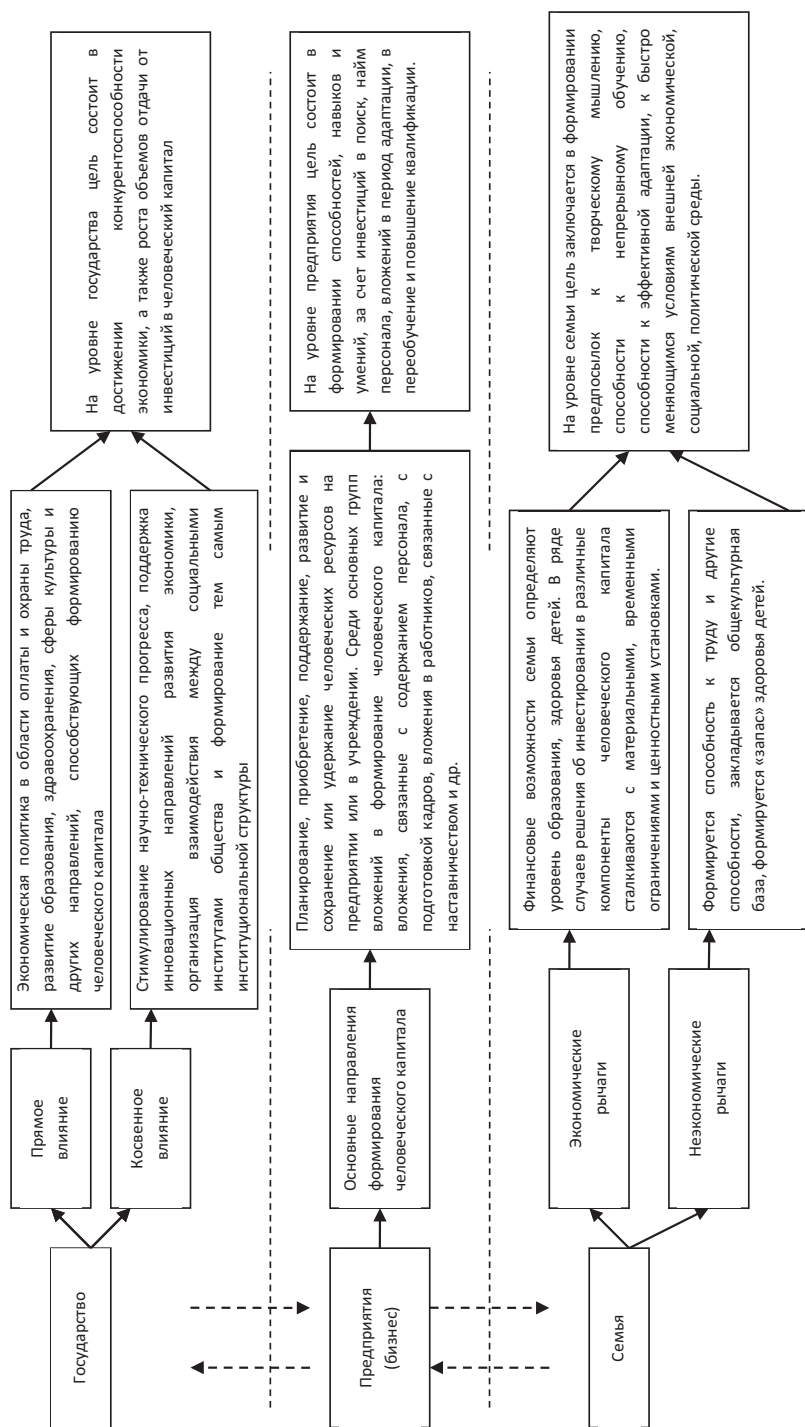 Государство
Прямое
влияние
Косвенное
влияние
Экономическая политика в области оплаты и охраны труда,
развитие образования, здравоохранения, сферы культуры и
других направлений, способствующих формированию
человеческого капитала
Стимулирование научно-технического прогресса, поддержка
инновационных направлений развития экономики,
организация взаимодействия между социальными
институтами общества и формирование тем самым
институциональной структуры
На уровне государства цель состоит в
достижении конкурентоспособности
экономики, а также роста объемов отдачи от
инвестиций в человеческий капитал
Предприятия
(бизнес)
Основные направления
формирования
человеческого капитала
Планирование, приобретение, поддержание, развитие и
сохранение или удержание человеческих ресурсов на
предприятии или в учреждении. Среди основных групп
вложений в формирование человеческого капитала:
вложения, связанные с содержанием персонала, с
подготовкой кадров, вложения в работников, связанные с
наставничеством и др.
На уровне предприятия цель состоит в
формировании способностей, навыков и
умений, за счет инвестиций в поиск, найм
персонала, вложений в период адаптации, в
переобучение и повышение квалификации.
Семья
Экономические
рычаги
Неэкономические
рычаги
Финансовые возможности семьи определяют
уровень образования, здоровья детей. В ряде
случаев решения об инвестировании в различные
компоненты человеческого капитала
сталкиваются с материальными, временными
ограничениями и ценностными установками.
Формируется способность к труду и другие
способности, закладывается общекультурная
база, формируется «запас» здоровья детей.
На уровне семьи цель заключается в формировании
предпосылок к творческому мышлению,
способности к непрерывному обучению,
способности к эффективной адаптации, к быстро
меняющимся условиям внешней экономической,
социальной, политической среды.